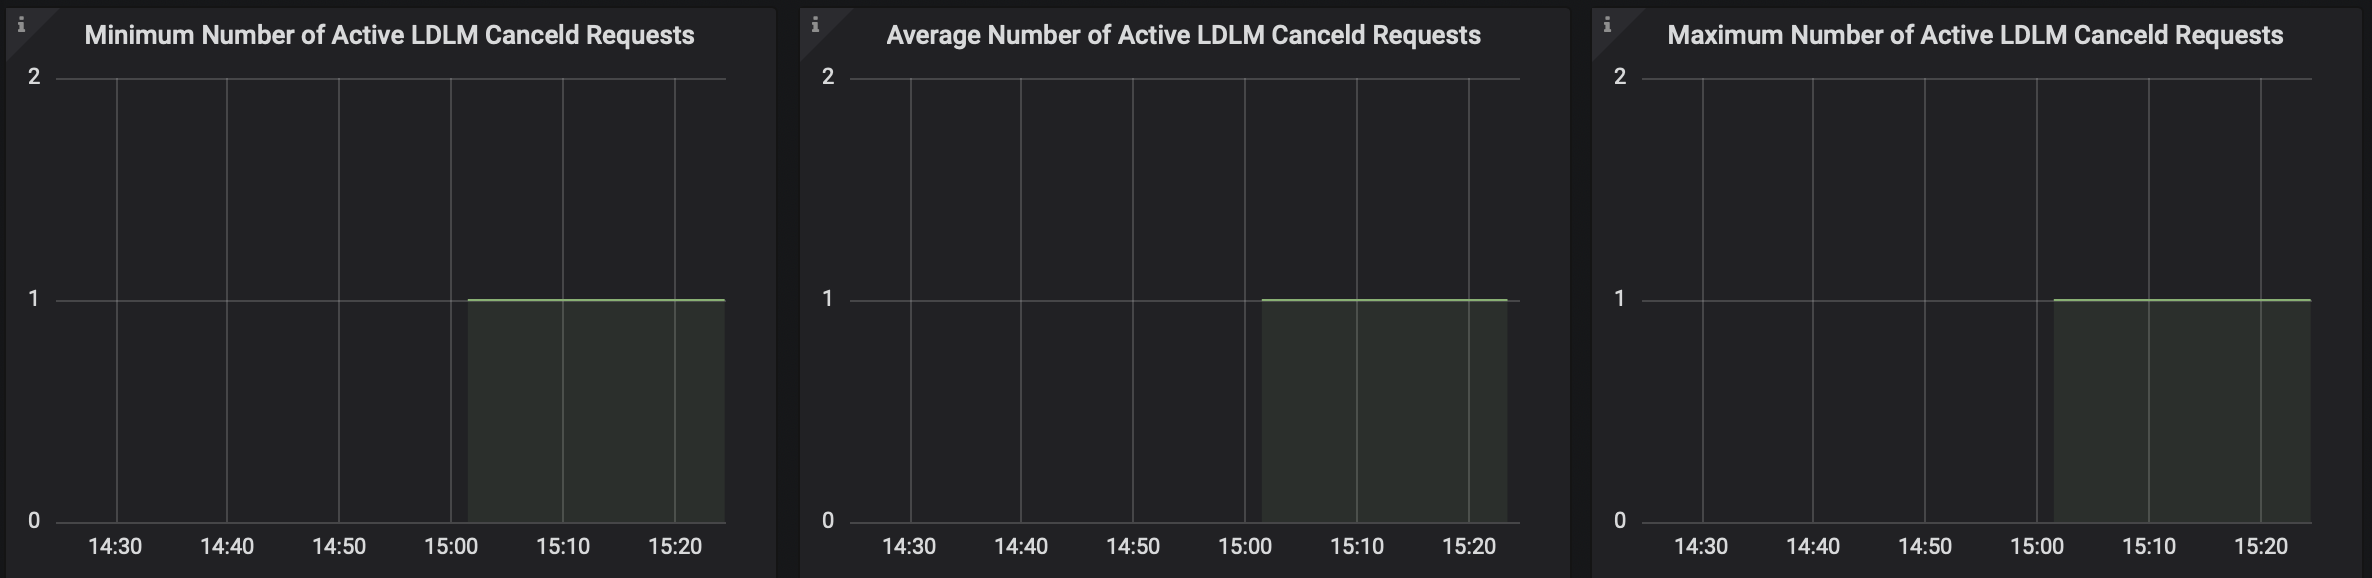 i
Minimum Number of Active LDLM Canceld Requests
2
1
0
14:30 14:40 14:50 15:00 15:10 15:20
i
Average Number of Active LDLM Canceld Requests
2
1
0
14:30 14:40 14:50 15:00 15:10 15:20
i
Maximum Number of Active LDLM Canceld Requests
2
1
0
14:30 14:40 14:50 15:00 15:10 15:20